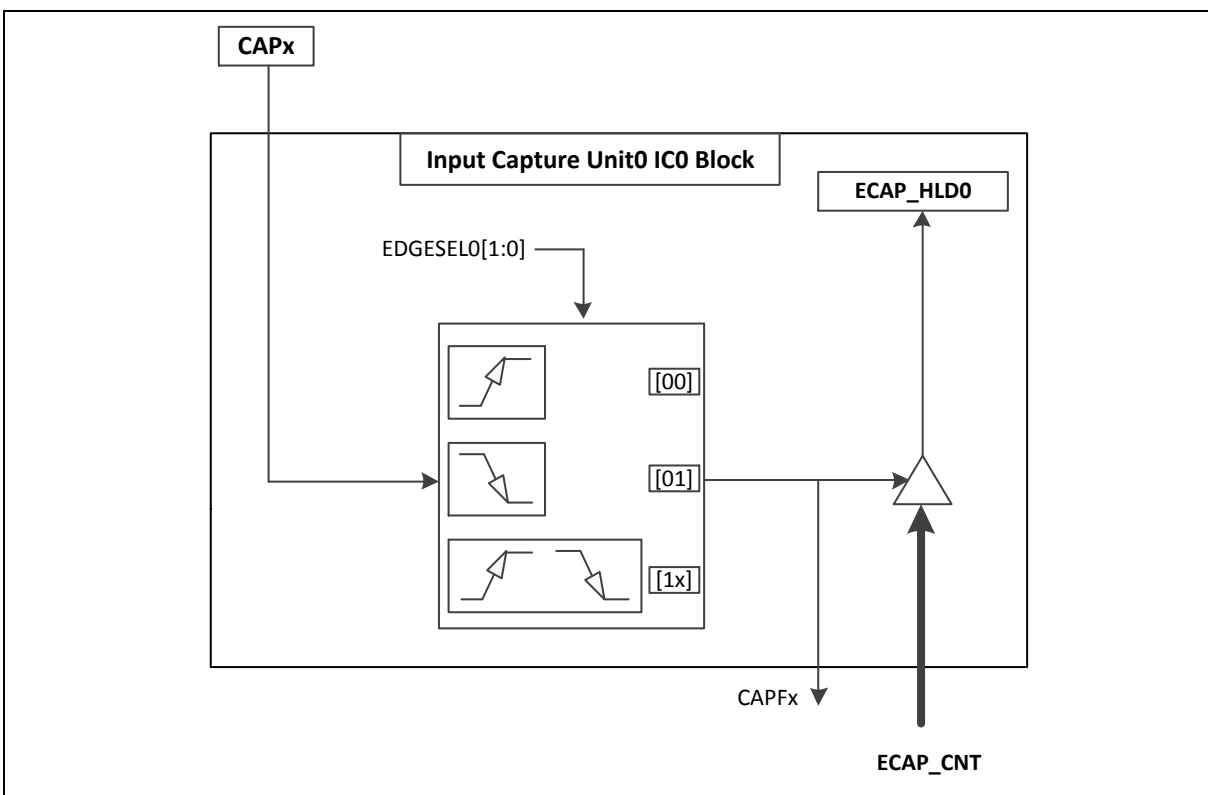 CAPx
Input Capture Unit0 IC0 Block
ECAP_HLD0
EDGESEL0[1:0]
[00]
[01]
[1x]
CAPFx
ECAP_CNT